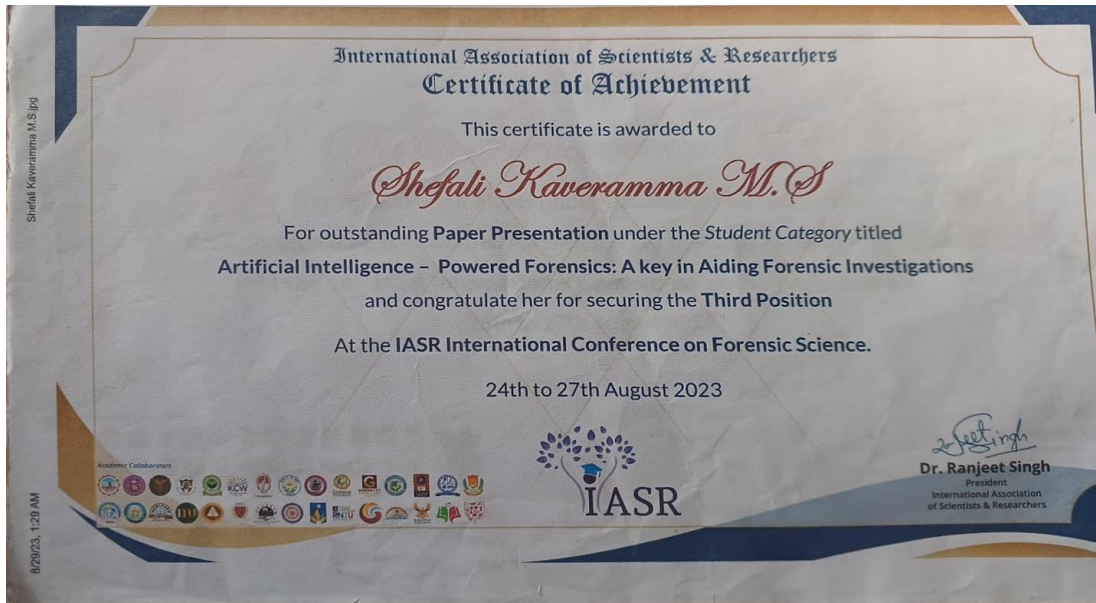 International Association of Scientists & Researchers
Certificate of Achievement
This certificate is awarded to
Shefali Kaveramma M.S
For outstanding Paper Presentation under the Student Category titled
Artificial Intelligence – Powered Forensics: A key in Aiding Forensic Investigations
and congratulate her for securing the Third Position
At the IASR International Conference on Forensic Science.
24th to 27th August 2023
Academic Collaborators
KCW
IASR
Dr. Ranjeet Singh
President
International Association
of Scientists & Researchers
Shefali Kaveramma M.S.jpg
8/29/23, 1:29 AM